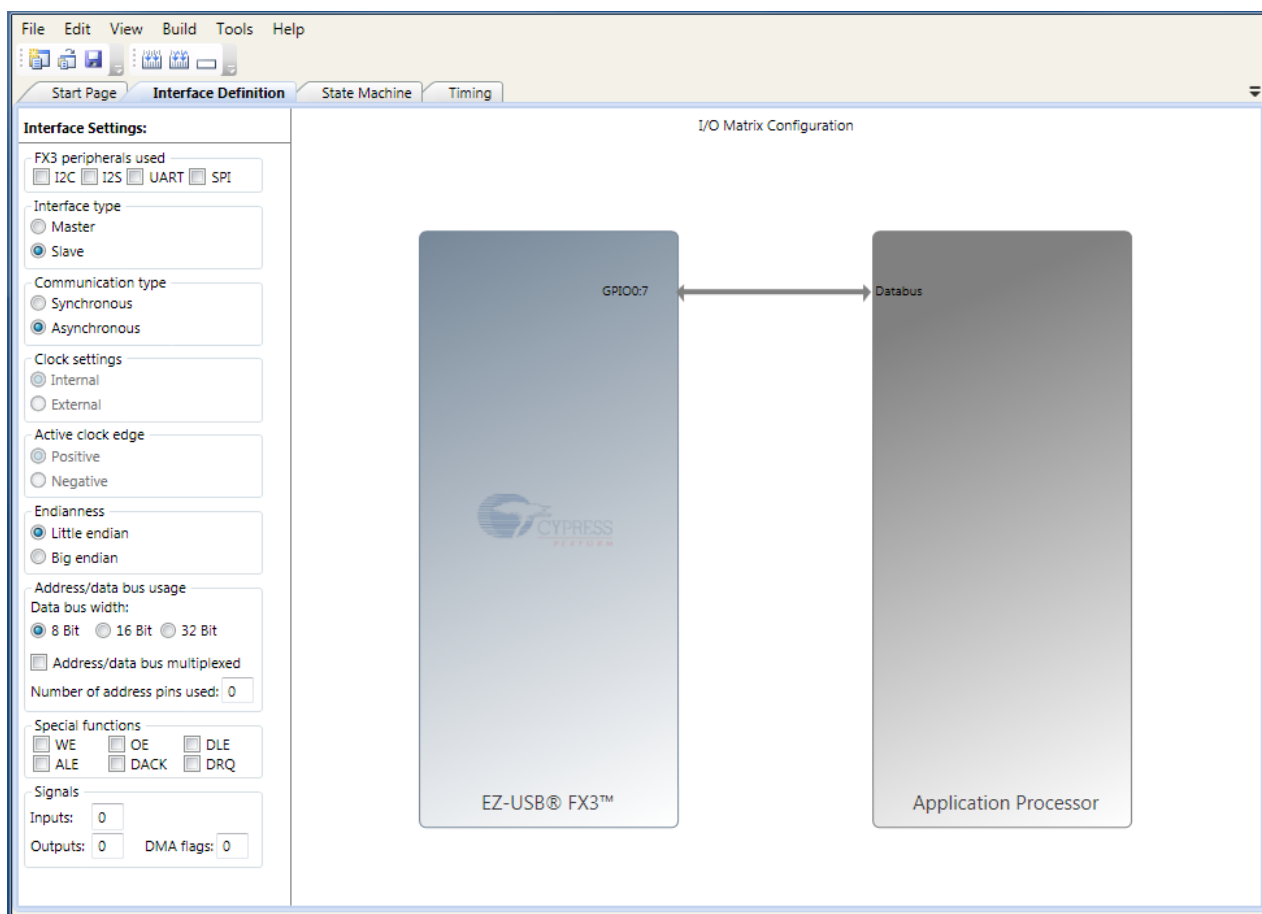 File Edit View Build Tools Help
Start Page Interface Definition State Machine Timing
Interface Settings:
I/O Matrix Configuration
FX3 peripherals used
I2C I2S UART SPI
Interface type
Master
Slave
Communication type
Synchronous
Asynchronous
Clock settings
Internal
External
Active clock edge
Positive
Negative
Endianness
Little endian
Big endian
Address/data bus usage
Data bus width:
8 Bit 16 Bit 32 Bit
Address/data bus multiplexed
Number of address pins used: 0
Special functions
WE OE DLE
ALE DACK DRQ
Signals
Inputs: 0
Outputs: 0 DMA flags: 0
GPIO0:7
Databus
CYPRESS
PERFORM
EZ-USB® FX3™
Application Processor